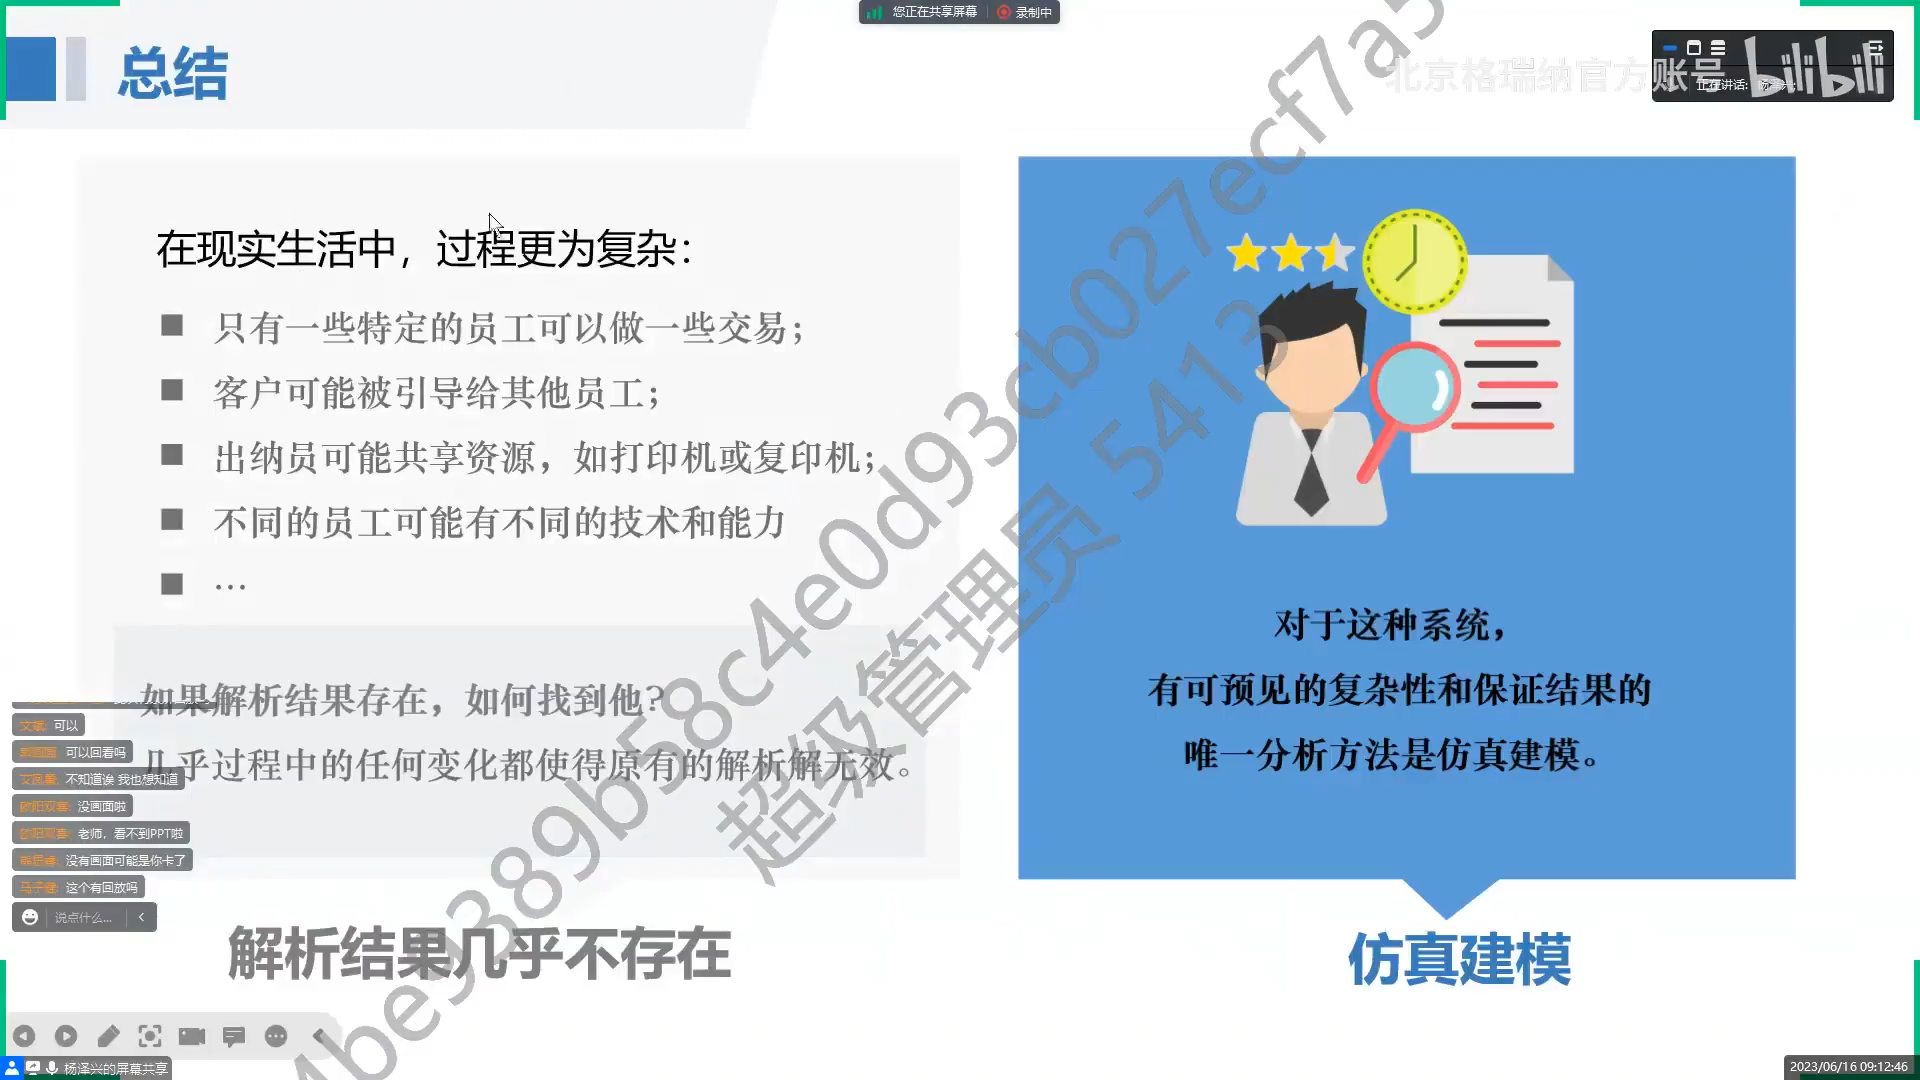 您正在共享屏幕
录制中
总结
北京格瑞纳官方账号
bilibili
正在讲话: 杨泽兴;
在现实生活中，过程更为复杂：
只有一些特定的员工可以做一些交易；
客户可能被引导给其他员工；
出纳员可能共享资源，如打印机或复印机；
不同的员工可能有不同的技术和能力
...
如果解析结果存在，如何找到他？
几乎过程中的任何变化都使得原有的解析解无效。
解析结果几乎不存在
对于这种系统，
有可预见的复杂性和保证结果的
唯一分析方法是仿真建模。
仿真建模
可以
可以回看吗
不知道诶 我也想知道
没画面啦
老师，看不到PPT啦
没有画面可能是你卡了
马子健: 这个有回放吗
说点什么...
杨泽兴的屏幕共享
4be9389b58c4e0d93cb027ecf7a5
超级管理员 5413
2023/06/16 09:12:46